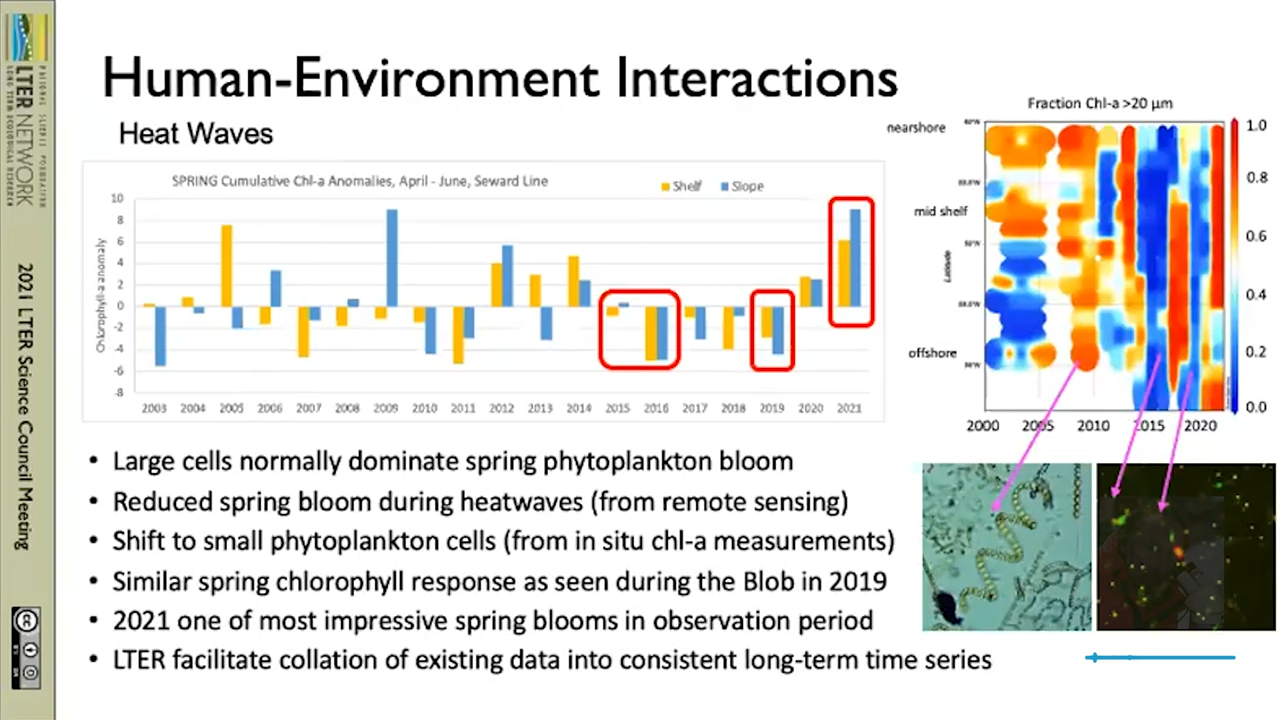 Human-Environment Interactions
Heat Waves
SPRING Cumulative Chl-a Anomalies, April - June, Seward Line
Shelf
Slope
Chlorophyll-a anomaly
10
8
6
4
2
0
-2
-4
-6
-8
2003 2004 2005 2006 2007 2008 2009 2010 2011 2012 2013 2014 2015 2016 2017 2018 2019 2020 2021
Fraction Chl-a >20 µm
nearshore
mid shelf
offshore
Latitude
1.0
0.8
0.6
0.4
0.2
0.0
2000 2005 2010 2015 2020
• Large cells normally dominate spring phytoplankton bloom
• Reduced spring bloom during heatwaves (from remote sensing)
• Shift to small phytoplankton cells (from in situ chl-a measurements)
• Similar spring chlorophyll response as seen during the Blob in 2019
• 2021 one of most impressive spring blooms in observation period
• LTER facilitate collation of existing data into consistent long-term time series
LTER NETWORK
LONG TERM ECOLOGICAL RESEARCH
2021 LTER Science Council Meeting
cc